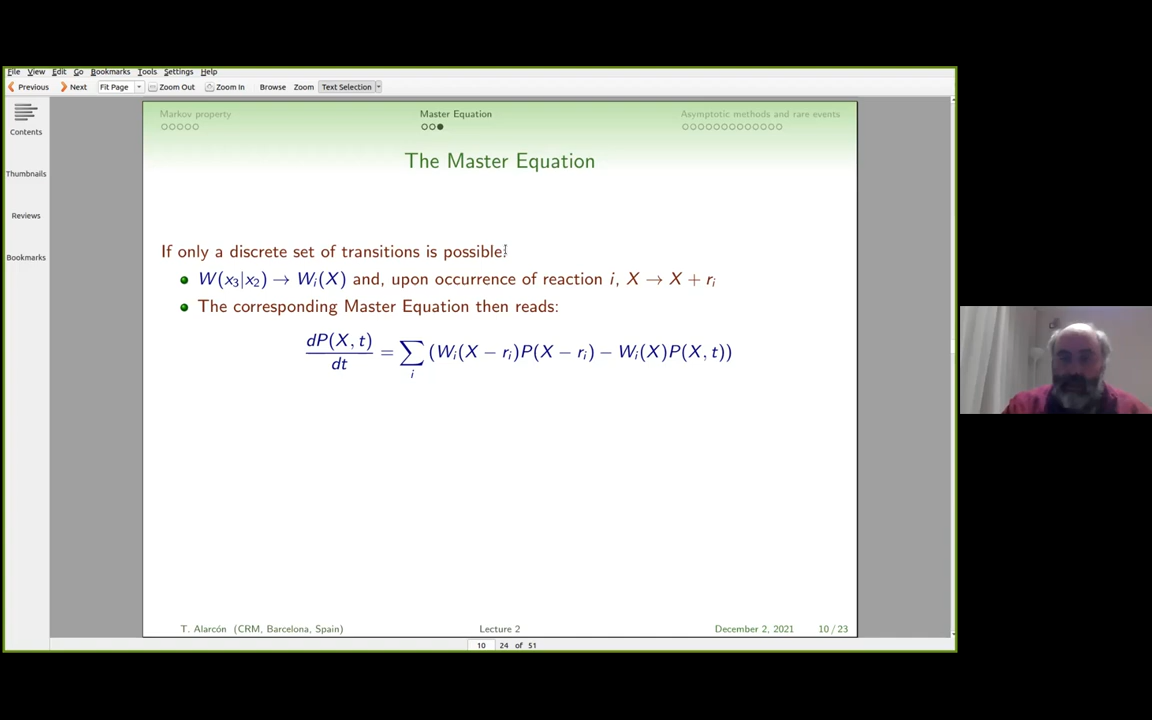 File View Edit Go Bookmarks Tools Settings Help
Previous Next Fit Page Zoom Out Zoom In Browse Zoom Text Selection
Contents
Thumbnails
Reviews
Bookmarks
Markov property Master Equation Asymptotic methods and rare events
The Master Equation
If only a discrete set of transitions is possible:
W(x₃|x₂) → Wᵢ(X) and, upon occurrence of reaction i, X → X + rᵢ
The corresponding Master Equation then reads:
dP(X, t)/dt = ∑ᵢ (Wᵢ(X − rᵢ)P(X − rᵢ) − Wᵢ(X)P(X, t))
T. Alarcón (CRM, Barcelona, Spain) Lecture 2 December 2, 2021 10 / 23
10 24 of 51